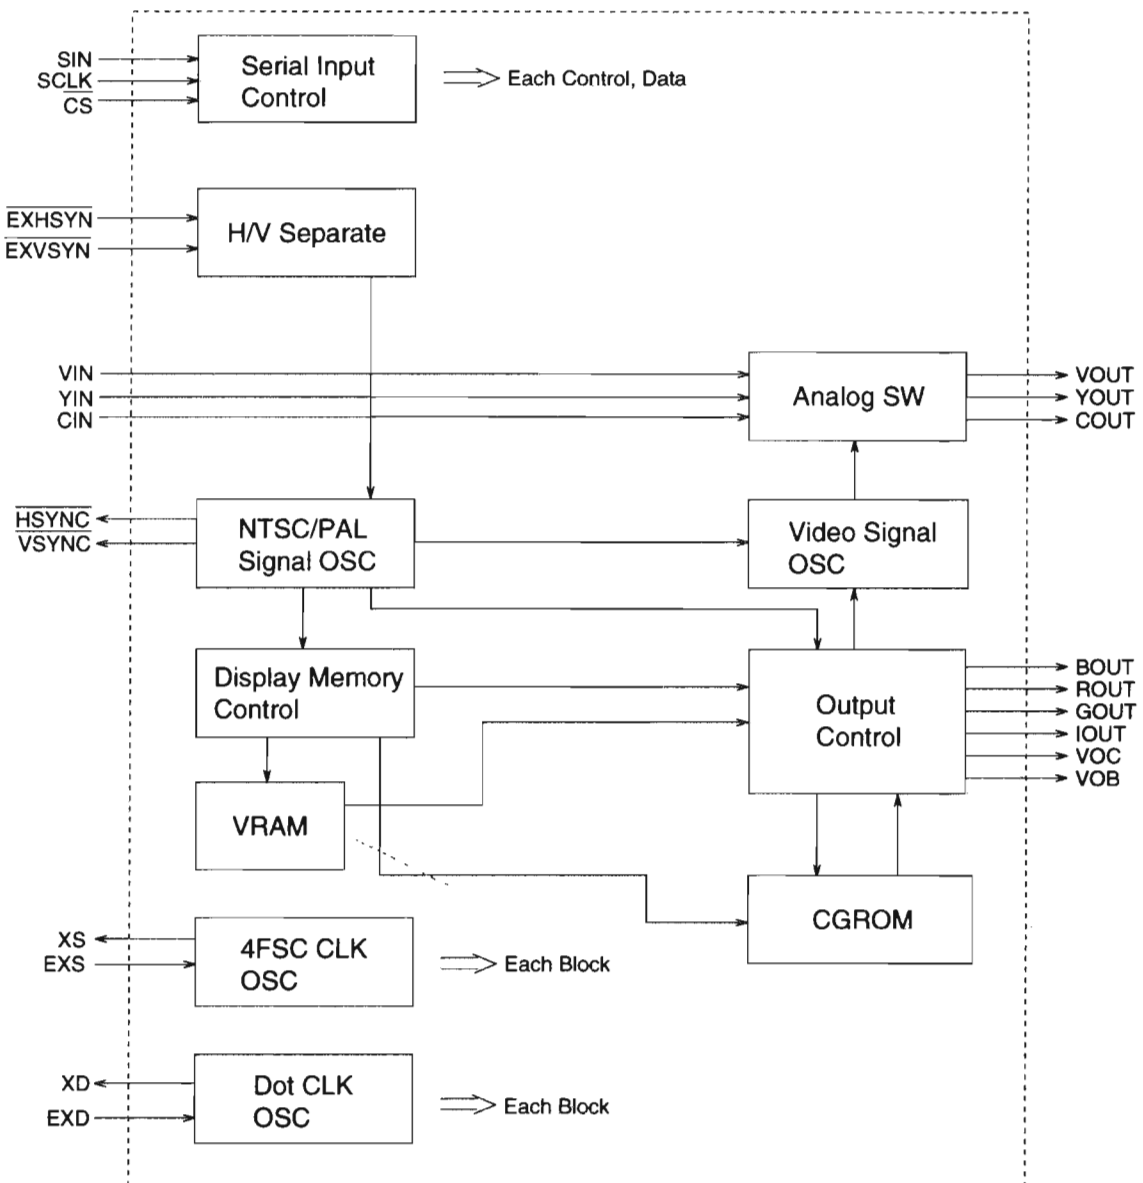 SIN
SCLK
CS
Serial Input
Control
Each Control, Data
EXHSYN
EXVSYN
H/V Separate
VIN
YIN
CIN
Analog SW
VOUT
YOUT
COUT
HSYNC
VSYNC
NTSC/PAL
Signal OSC
Video Signal
OSC
Display Memory
Control
Output
Control
BOUT
ROUT
GOUT
IOUT
VOC
VOB
VRAM
CGROM
XS
EXS
4FSC CLK
OSC
Each Block
XD
EXD
Dot CLK
OSC
Each Block